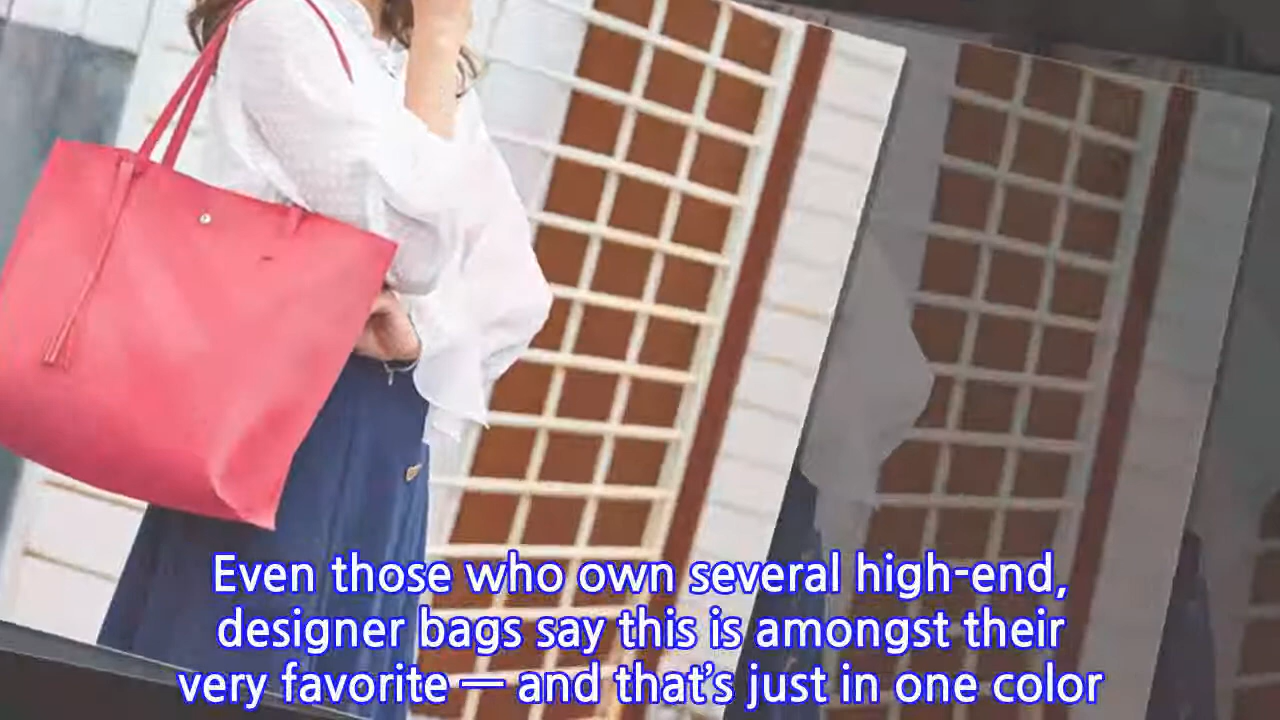 Even those who own several high-end,
designer bags say this is amongst their
very favorite — and that's just in one color